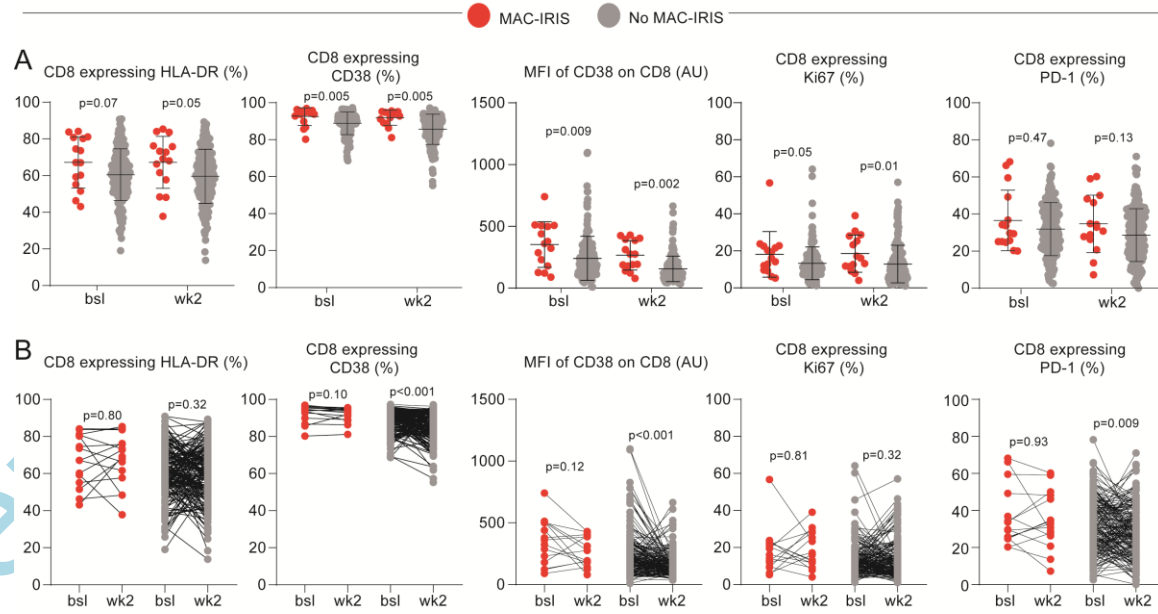 MAC-IRIS No MAC-IRIS
A
CD8 expressing HLA-DR (%)
100
80
60
40
20
0
p=0.07 p=0.05
bsl wk2
CD8 expressing
CD38 (%)
100
80
60
40
20
0
p=0.005 p=0.005
bsl wk2
MFI of CD38 on CD8 (AU)
1500
1000
500
0
p=0.009
p=0.002
bsl wk2
CD8 expressing
Ki67 (%)
100
80
60
40
20
0
p=0.05
p=0.01
bsl wk2
CD8 expressing
PD-1 (%)
100
80
60
40
20
0
p=0.47 p=0.13
bsl wk2
B
CD8 expressing HLA-DR (%)
100
80
60
40
20
0
p=0.80 p=0.32
bsl wk2 bsl wk2
CD8 expressing
CD38 (%)
100
80
60
40
20
0
p=0.10 p<0.001
bsl wk2 bsl wk2
MFI of CD38 on CD8 (AU)
1500
1000
500
0
p=0.12
p<0.001
bsl wk2 bsl wk2
CD8 expressing
Ki67 (%)
100
80
60
40
20
0
p=0.81 p=0.32
bsl wk2 bsl wk2
CD8 expressing
PD-1 (%)
100
80
60
40
20
0
p=0.93
p=0.009
bsl wk2 bsl wk2